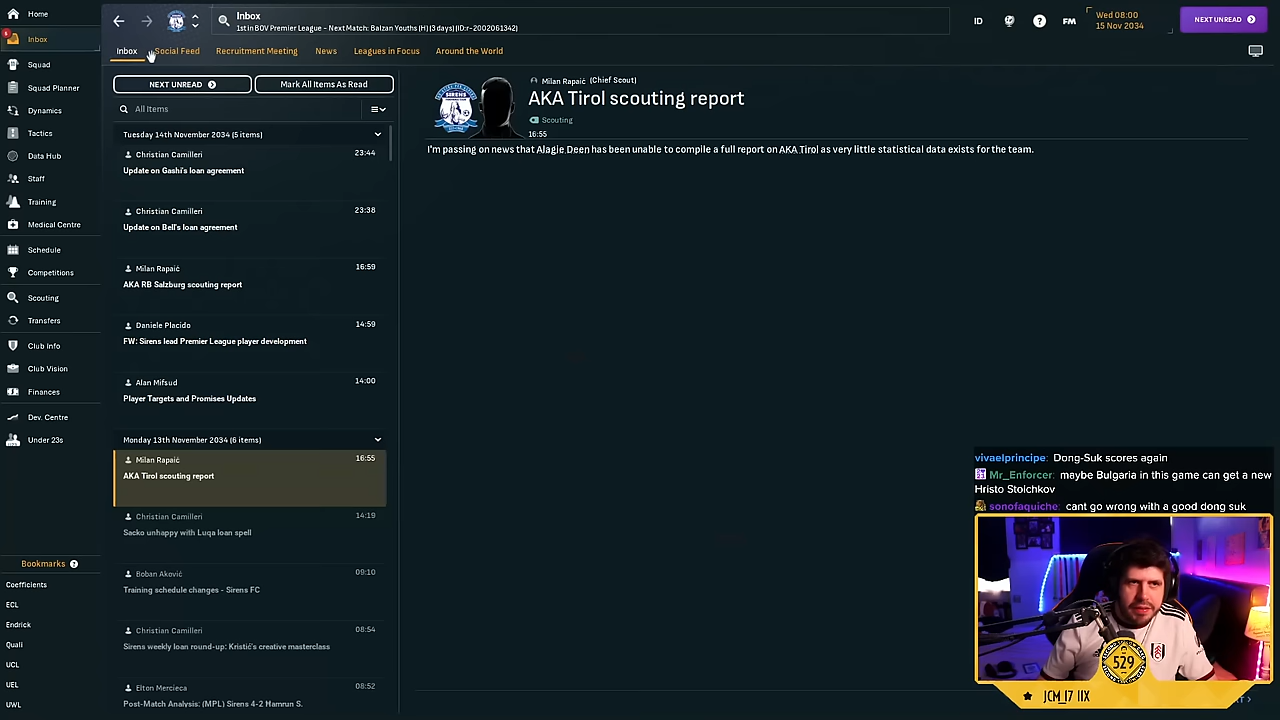 Home
6
Inbox
Squad
Squad Planner
Dynamics
Tactics
Data Hub
Staff
Training
Medical Centre
Schedule
Competitions
Scouting
Transfers
Club Info
Club Vision
Finances
Dev. Centre
Under 23s
Bookmarks ?
Coefficients
ECL
Endrick
Quali
UCL
UEL
UWL
Inbox
1st in BOV Premier League - Next Match: Balzan Youths (H) (3 days) (ID:r-2002061342)
ID
?
FM
Wed 08:00
15 Nov 2034
NEXT UNREAD
Inbox
Social Feed
Recruitment Meeting
News
Leagues in Focus
Around the World
NEXT UNREAD
Mark All Items As Read
All Items
Tuesday 14th November 2034 (5 items)
Christian Camilleri 23:44
Update on Gashi's loan agreement
Christian Camilleri 23:38
Update on Bell's loan agreement
Milan Rapaić 16:59
AKA RB Salzburg scouting report
Daniele Placido 14:59
FW: Sirens lead Premier League player development
Alan Mifsud 14:00
Player Targets and Promises Updates
Monday 13th November 2034 (6 items)
Milan Rapaić 16:55
AKA Tirol scouting report
Christian Camilleri 14:19
Sacko unhappy with Luqa loan spell
Boban Aković 09:10
Training schedule changes - Sirens FC
Christian Camilleri 08:54
Sirens weekly loan round-up: Kristić's creative masterclass
Elton Mercieca 08:52
Post-Match Analysis: (MPL) Sirens 4-2 Hamrun S.
SIRENS
Milan Rapaić (Chief Scout)
AKA Tirol scouting report
Scouting
16:55
I'm passing on news that Alagie Deen has been unable to compile a full report on AKA Tirol as very little statistical data exists for the team.
vivaelprincipe: Dong-Suk scores again
Mr_Enforcer: maybe Bulgaria in this game can get a new
Hristo Stoichkov
sonofaquiche: cant go wrong with a good dong suk
529
JCM_17 IIX